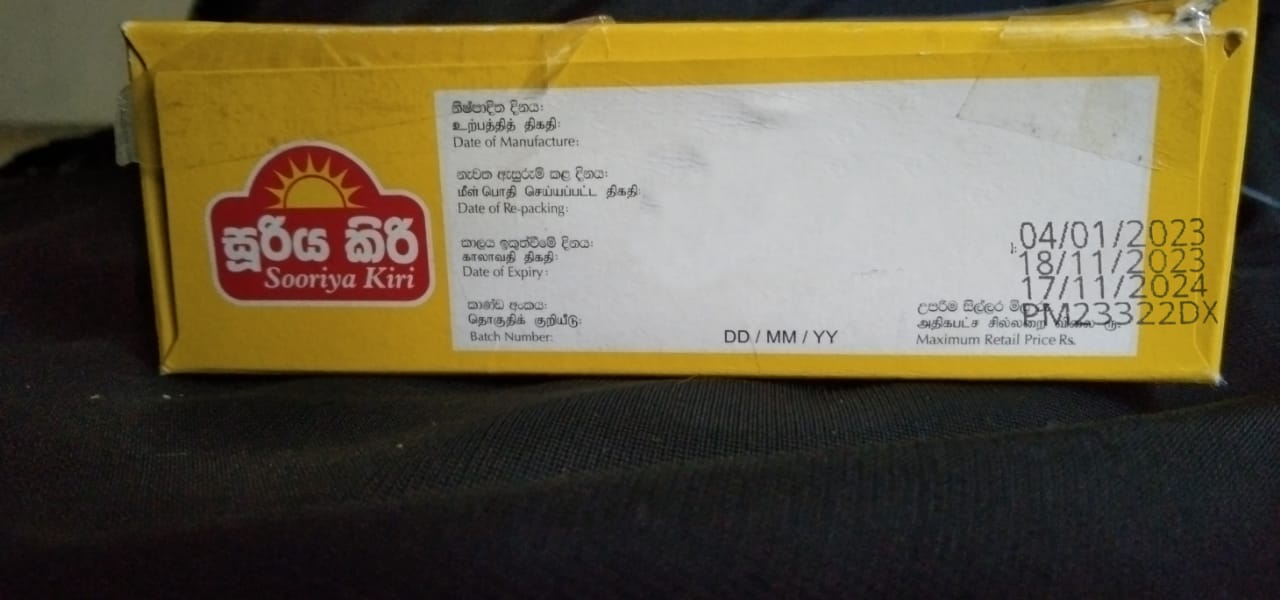 සූරිය කිරි
Sooriya Kiri
නිෂ්පාදිත දිනය:
உற்பத்தித் திகதி:
Date of Manufacture:
නැවත ඇසුරුම් කළ දිනය:
மீள் பொதி செய்யப்பட்ட திகதி:
Date of Re-packing:
කාලය ඉකුත්වීමේ දිනය:
காலாவதி திகதி:
Date of Expiry:
කාණ්ඩ අංකය:
தொகுதிக் குறியீடு:
Batch Number:
DD / MM / YY
04/01/2023
18/11/2023
17/11/2024
PM23322DX
උපරිම සිල්ලර
அதிகபட்ச சில்லறை விலை ரூ.
Maximum Retail Price Rs.